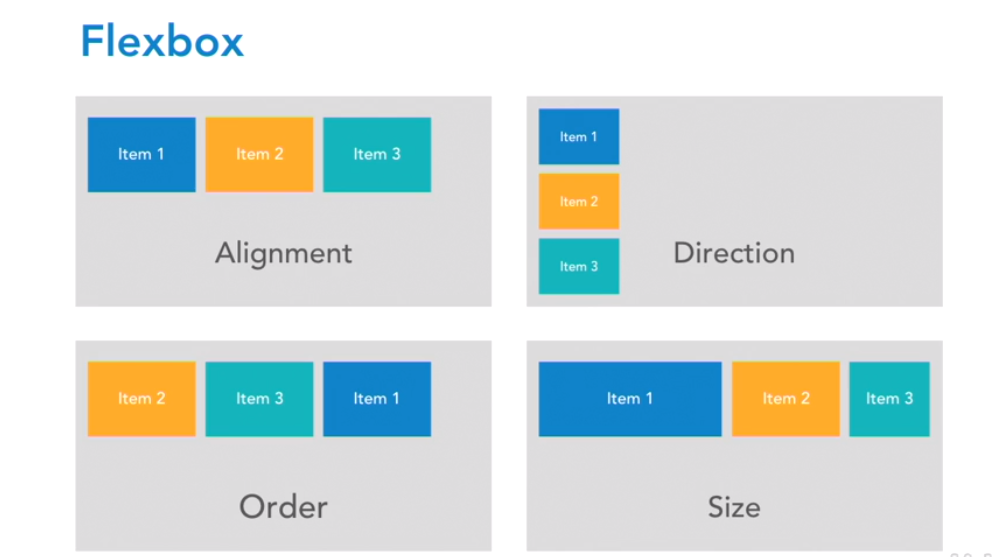 Flexbox
Item 1 Item 2 Item 3
Alignment
Item 1
Item 2
Item 3
Direction
Item 2 Item 3 Item 1
Order
Item 1 Item 2 Item 3
Size